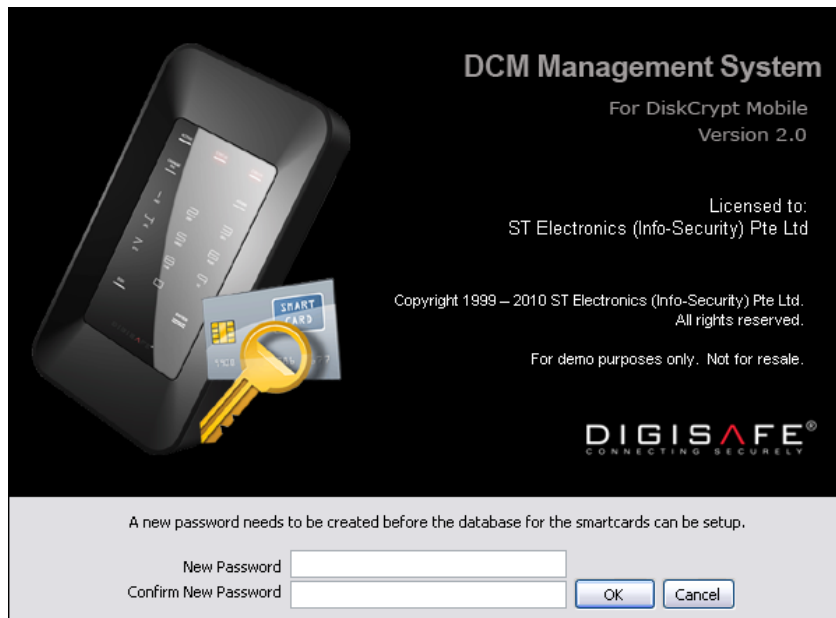 DCM Management System
For DiskCrypt Mobile
Version 2.0
Licensed to:
ST Electronics (Info-Security) Pte Ltd
SMART
CARD
Copyright 1999 – 2010 ST Electronics (Info-Security) Pte Ltd.
All rights reserved.
For demo purposes only. Not for resale.
DIGISAFE®
CONNECTING SECURELY
A new password needs to be created before the database for the smartcards can be setup.
New Password
Confirm New Password
OK
Cancel